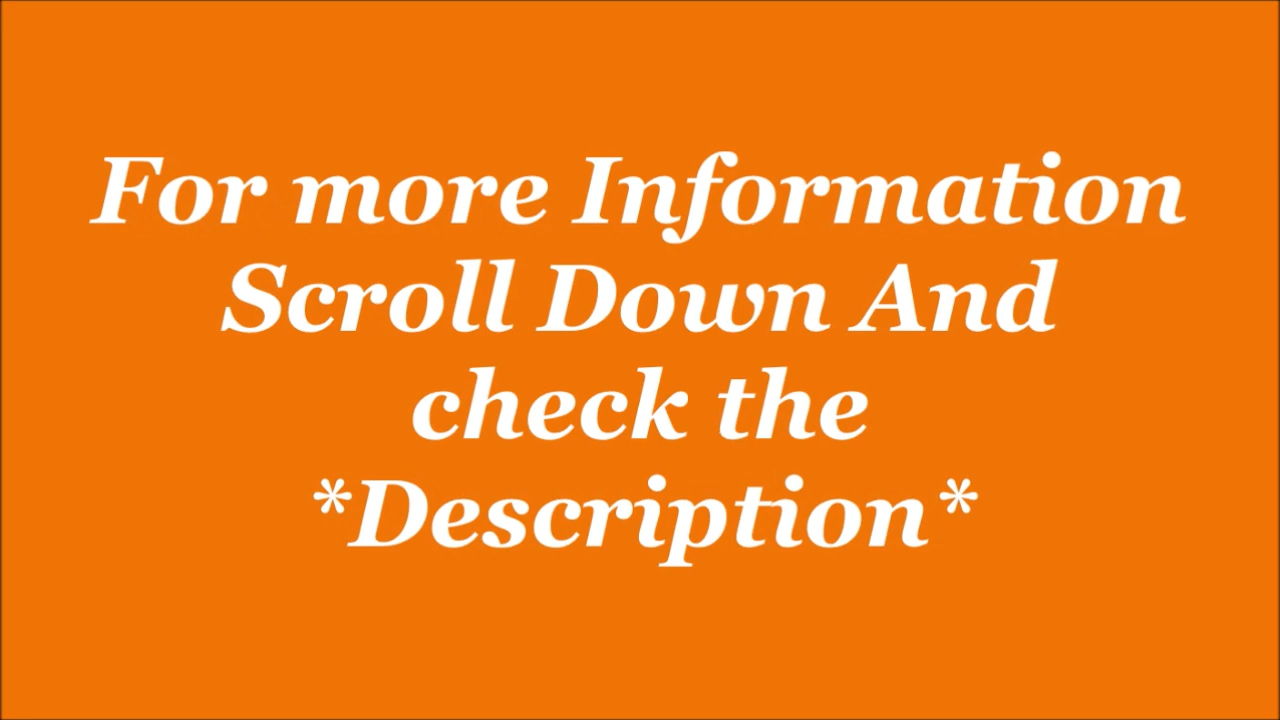 For more Information
Scroll Down And
check the
*Description*